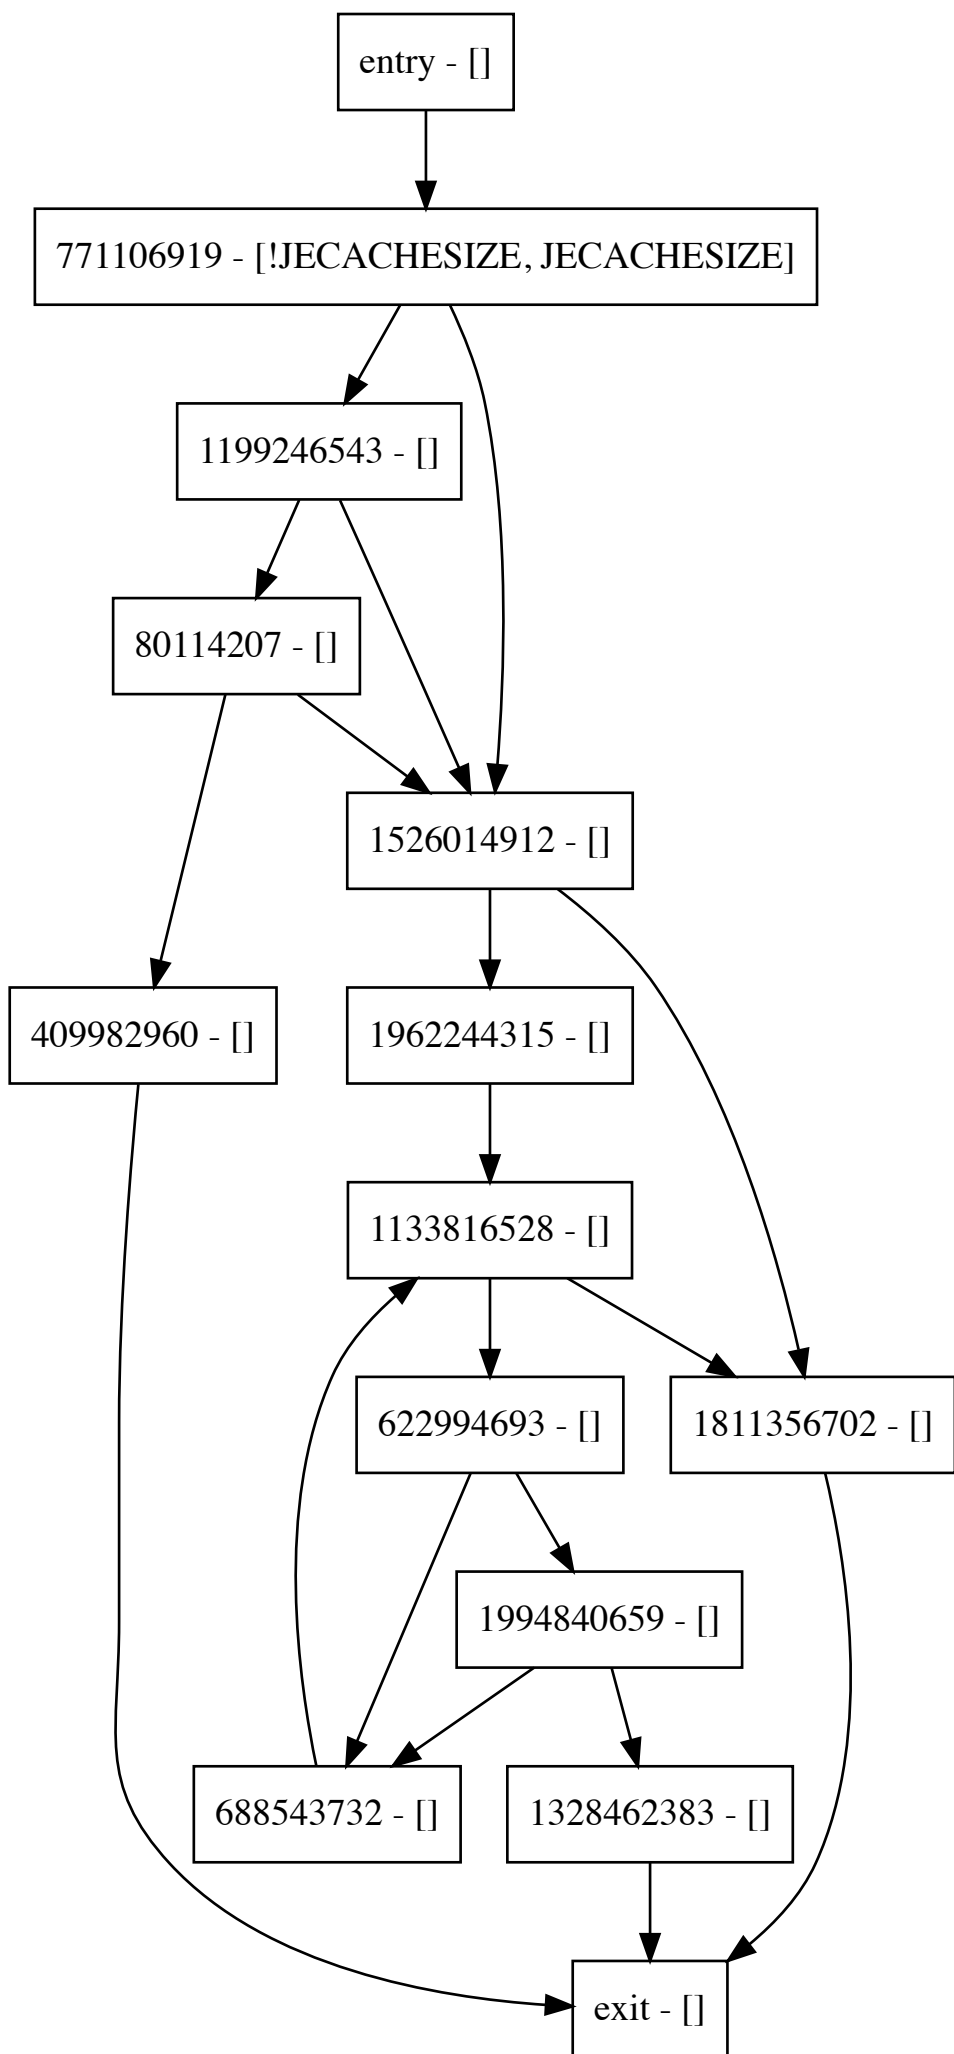 entry - []
771106919 - [!JECACHESIZE, JECACHESIZE]
1199246543 - []
80114207 - []
1526014912 - []
409982960 - []
1962244315 - []
1133816528 - []
622994693 - []
1811356702 - []
1994840659 - []
688543732 - []
1328462383 - []
exit - []